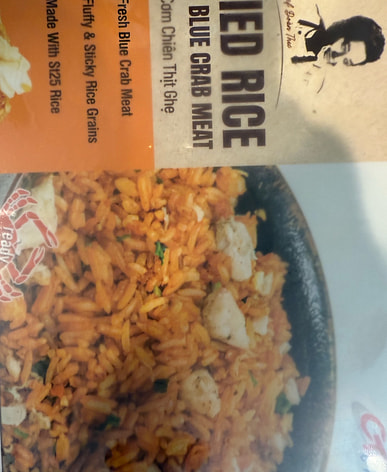 IED RICE
BLUE CRAB MEAT
Cơm Chiên Thịt Ghẹ
Fresh Blue Crab Meat
Fluffy & Sticky Rice Grains
Made With St25 Rice
ready